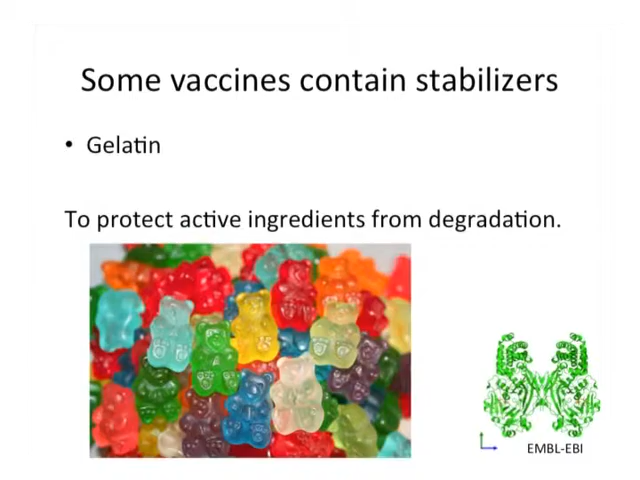 Some vaccines contain stabilizers
• Gelatin
To protect active ingredients from degradation.
EMBL-EBI